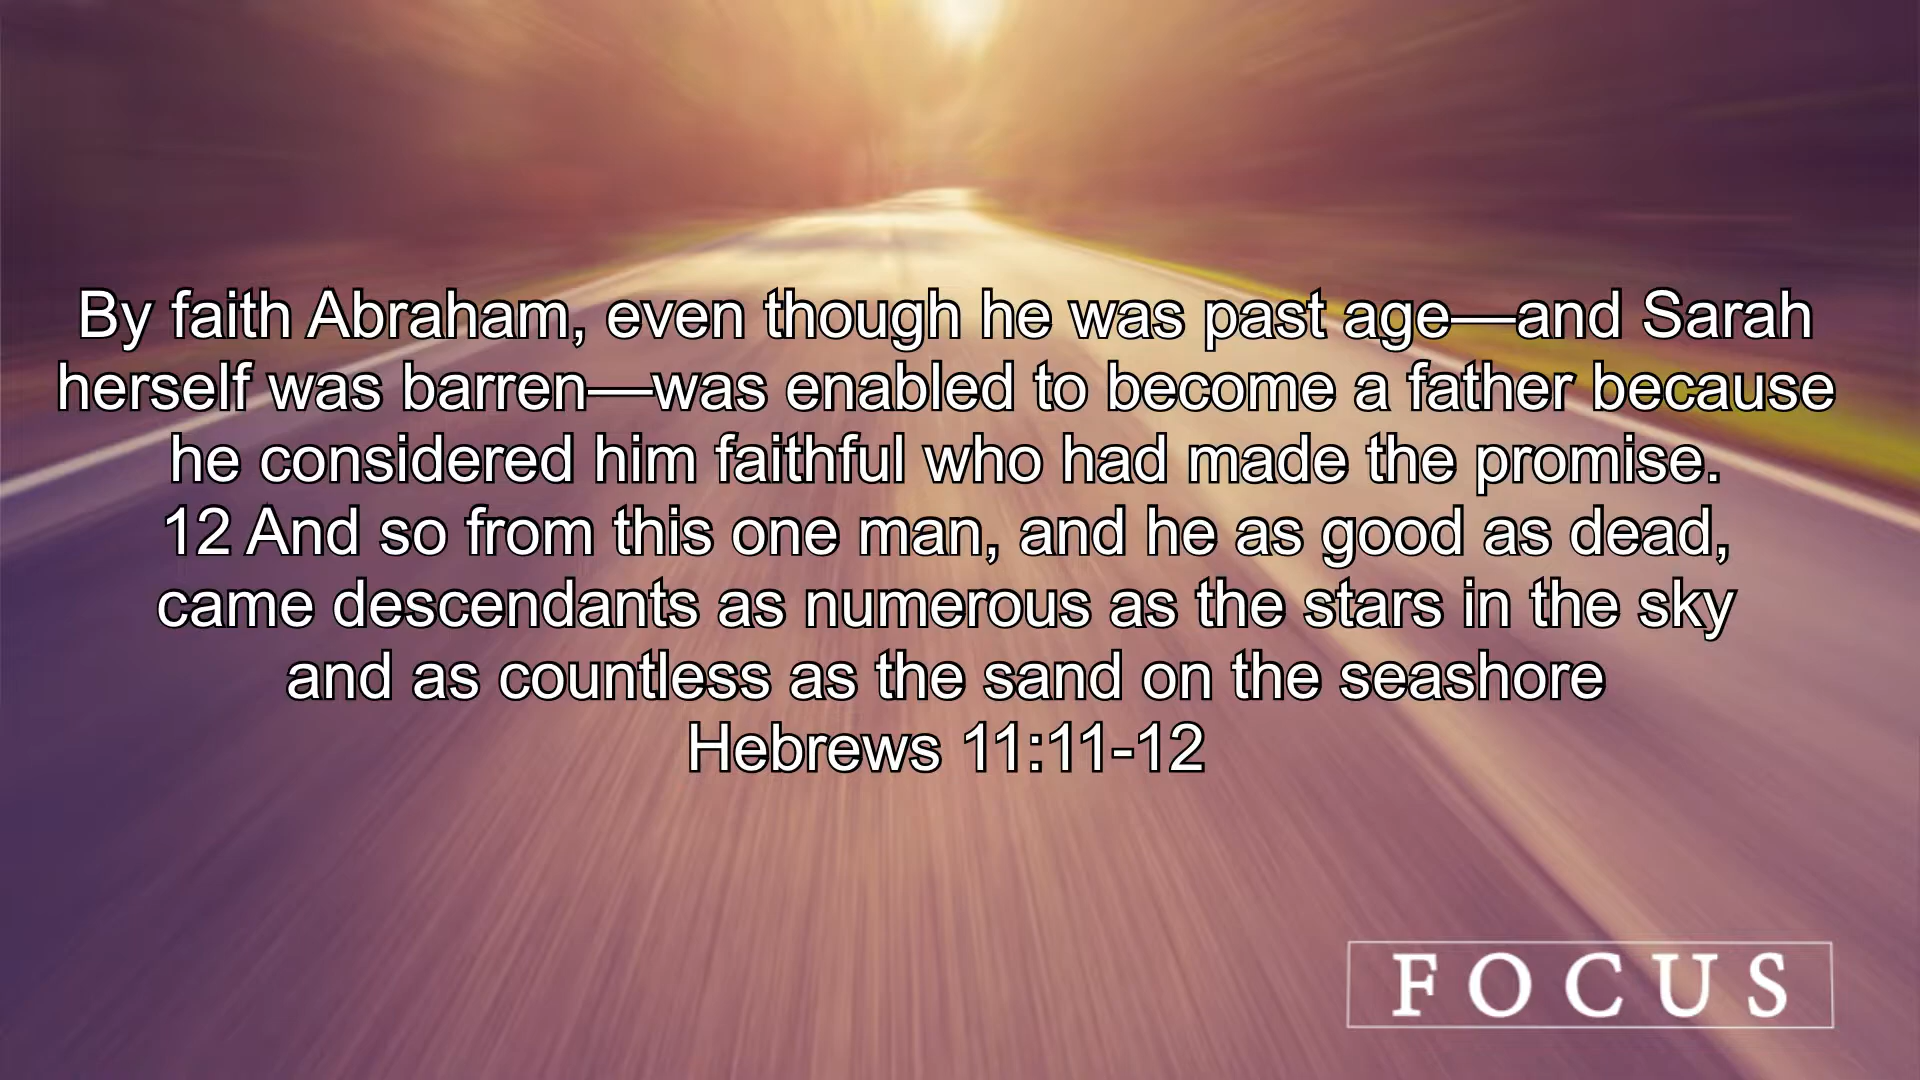 By faith Abraham, even though he was past age—and Sarah
herself was barren—was enabled to become a father because
he considered him faithful who had made the promise.
12 And so from this one man, and he as good as dead,
came descendants as numerous as the stars in the sky
and as countless as the sand on the seashore
Hebrews 11:11-12
FOCUS